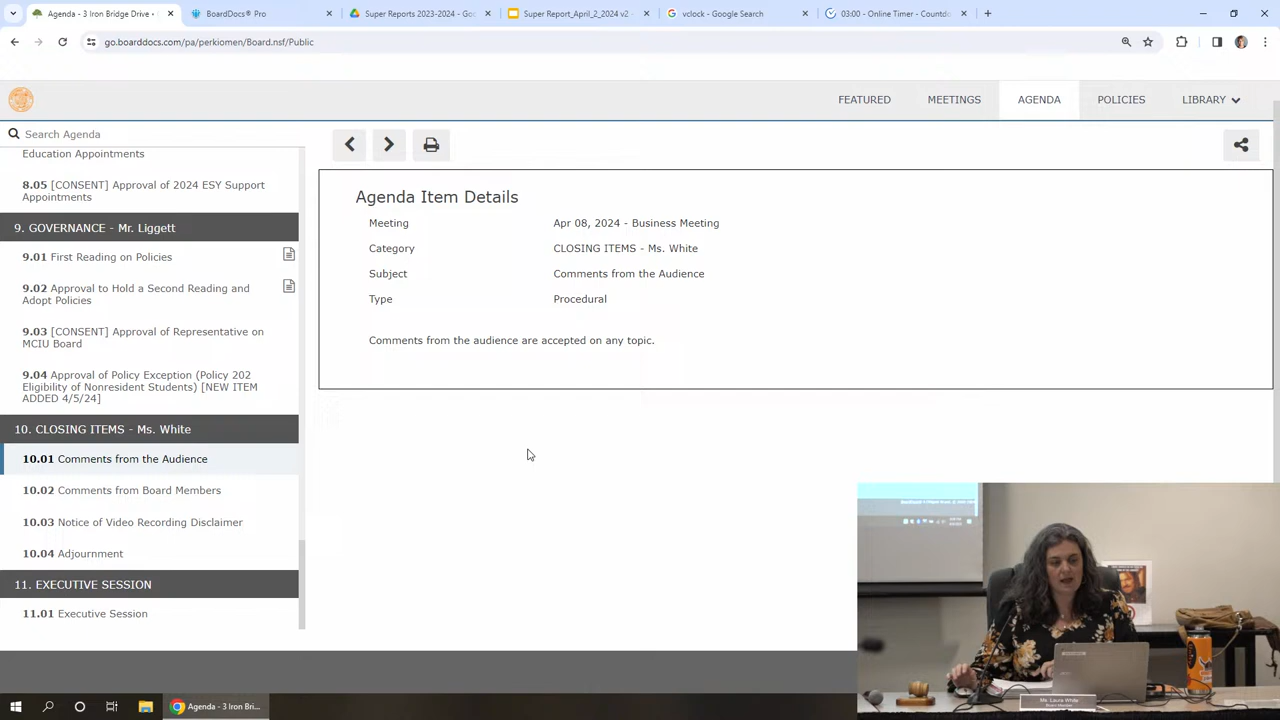 Agenda - 3 Iron Bridge Drive •
BoardDocs® Pro
Super Reports 2023-2024 - Go
Super Report_April_2_2024 v2 -
vclock - Google Search
03:00 - Online Timer - Countdo
go.boarddocs.com/pa/perkiomen/Board.nsf/Public
FEATURED
MEETINGS
AGENDA
POLICIES
LIBRARY
Search Agenda
Education Appointments
8.05 [CONSENT] Approval of 2024 ESY Support
Appointments
9. GOVERNANCE - Mr. Liggett
9.01 First Reading on Policies
9.02 Approval to Hold a Second Reading and
Adopt Policies
9.03 [CONSENT] Approval of Representative on
MCIU Board
9.04 Approval of Policy Exception (Policy 202
Eligibility of Nonresident Students) [NEW ITEM
ADDED 4/5/24]
10. CLOSING ITEMS - Ms. White
10.01 Comments from the Audience
10.02 Comments from Board Members
10.03 Notice of Video Recording Disclaimer
10.04 Adjournment
11. EXECUTIVE SESSION
11.01 Executive Session
Agenda Item Details
Meeting Apr 08, 2024 - Business Meeting
Category CLOSING ITEMS - Ms. White
Subject Comments from the Audience
Type Procedural
Comments from the audience are accepted on any topic.
Ms. Laura White
Board Member
Agenda - 3 Iron Bri...